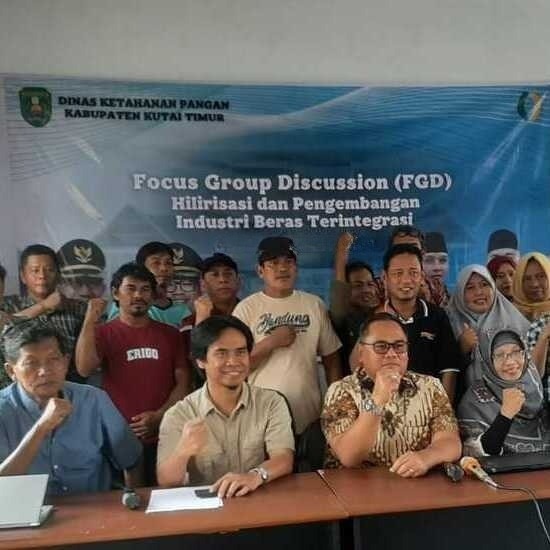 DINAS KETAHANAN PANGAN
KABUPATEN KUTAI TIMUR
Focus Group Discussion (FGD)
Hilirisasi dan Pengembangan
Industri Beras Terintegrasi
ERIGO
Bandung